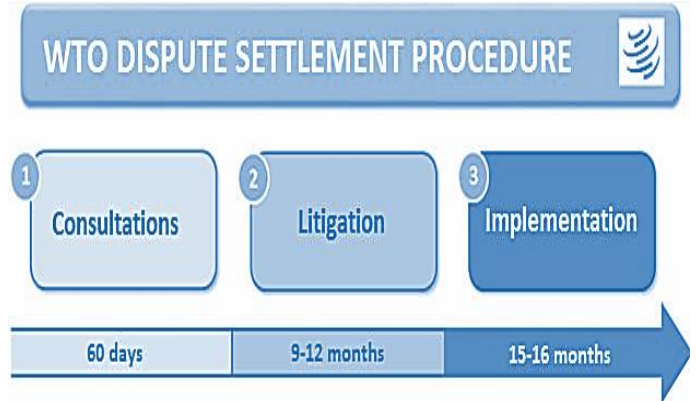 WTO DISPUTE SETTLEMENT PROCEDURE
1
Consultations
2
Litigation
3
Implementation
60 days
9-12 months
15-16 months